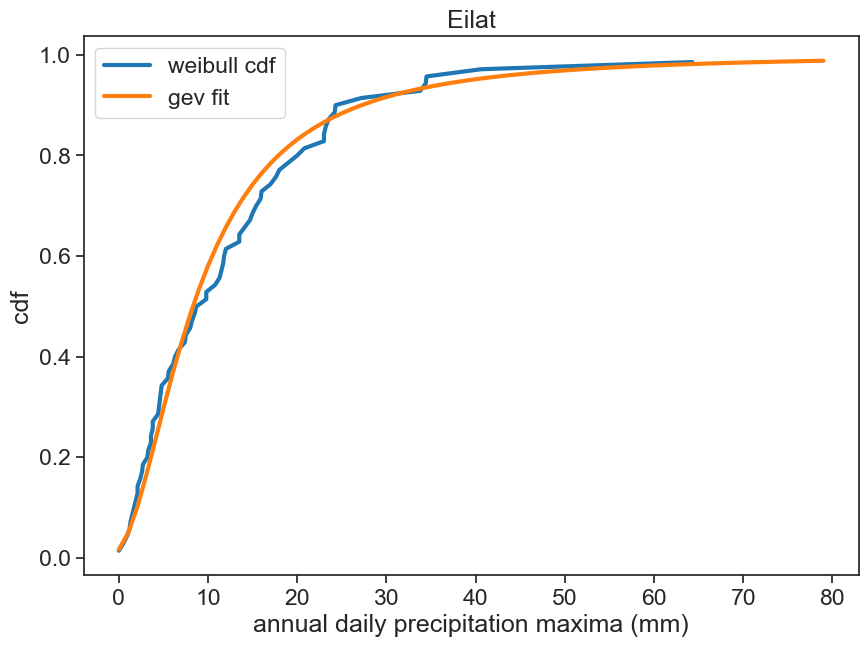 Eilat
weibull cdf
gev fit
1.0
0.8
0.6
0.4
0.2
0.0
cdf
0 10 20 30 40 50 60 70 80
annual daily precipitation maxima (mm)